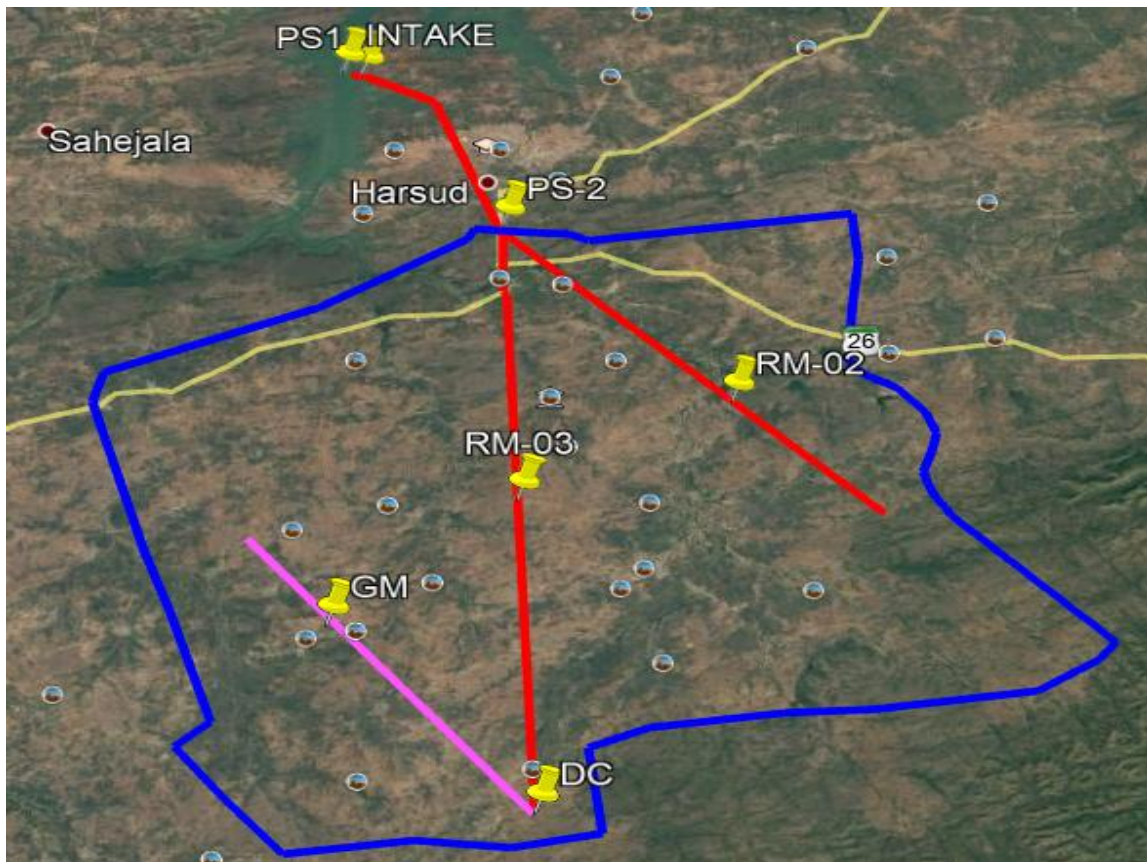 PS1 INTAKE
Sahejala
Harsud
PS-2
26
RM-02
RM-03
GM
DC